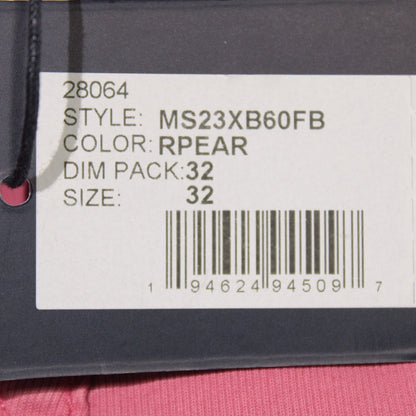 28064
STYLE: MS23XB60FB
COLOR: RPEAR
DIM PACK: 32
SIZE: 32
1 94624 94509 7